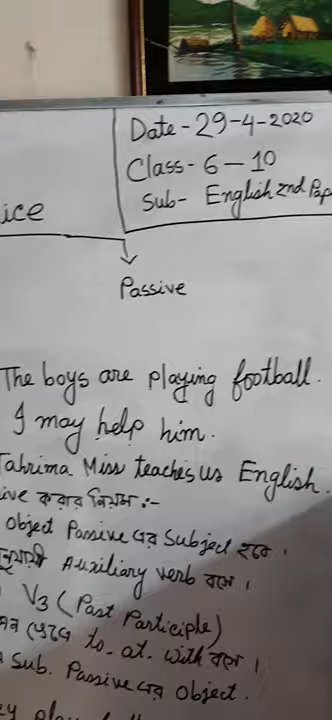 Date - 29-4-2020
Class - 6 - 10
Sub- English 2nd Pap
ice
Passive
The boys are playing football.
I may help him.
Tahrima Miss teaches us English.
ive করার নিয়ম :-
Object Passive এর Subject হবে।
Auxiliary verb বসে।
V3 (Past Participle)
to. at. with বসে।
Sub. Passive এর Object.